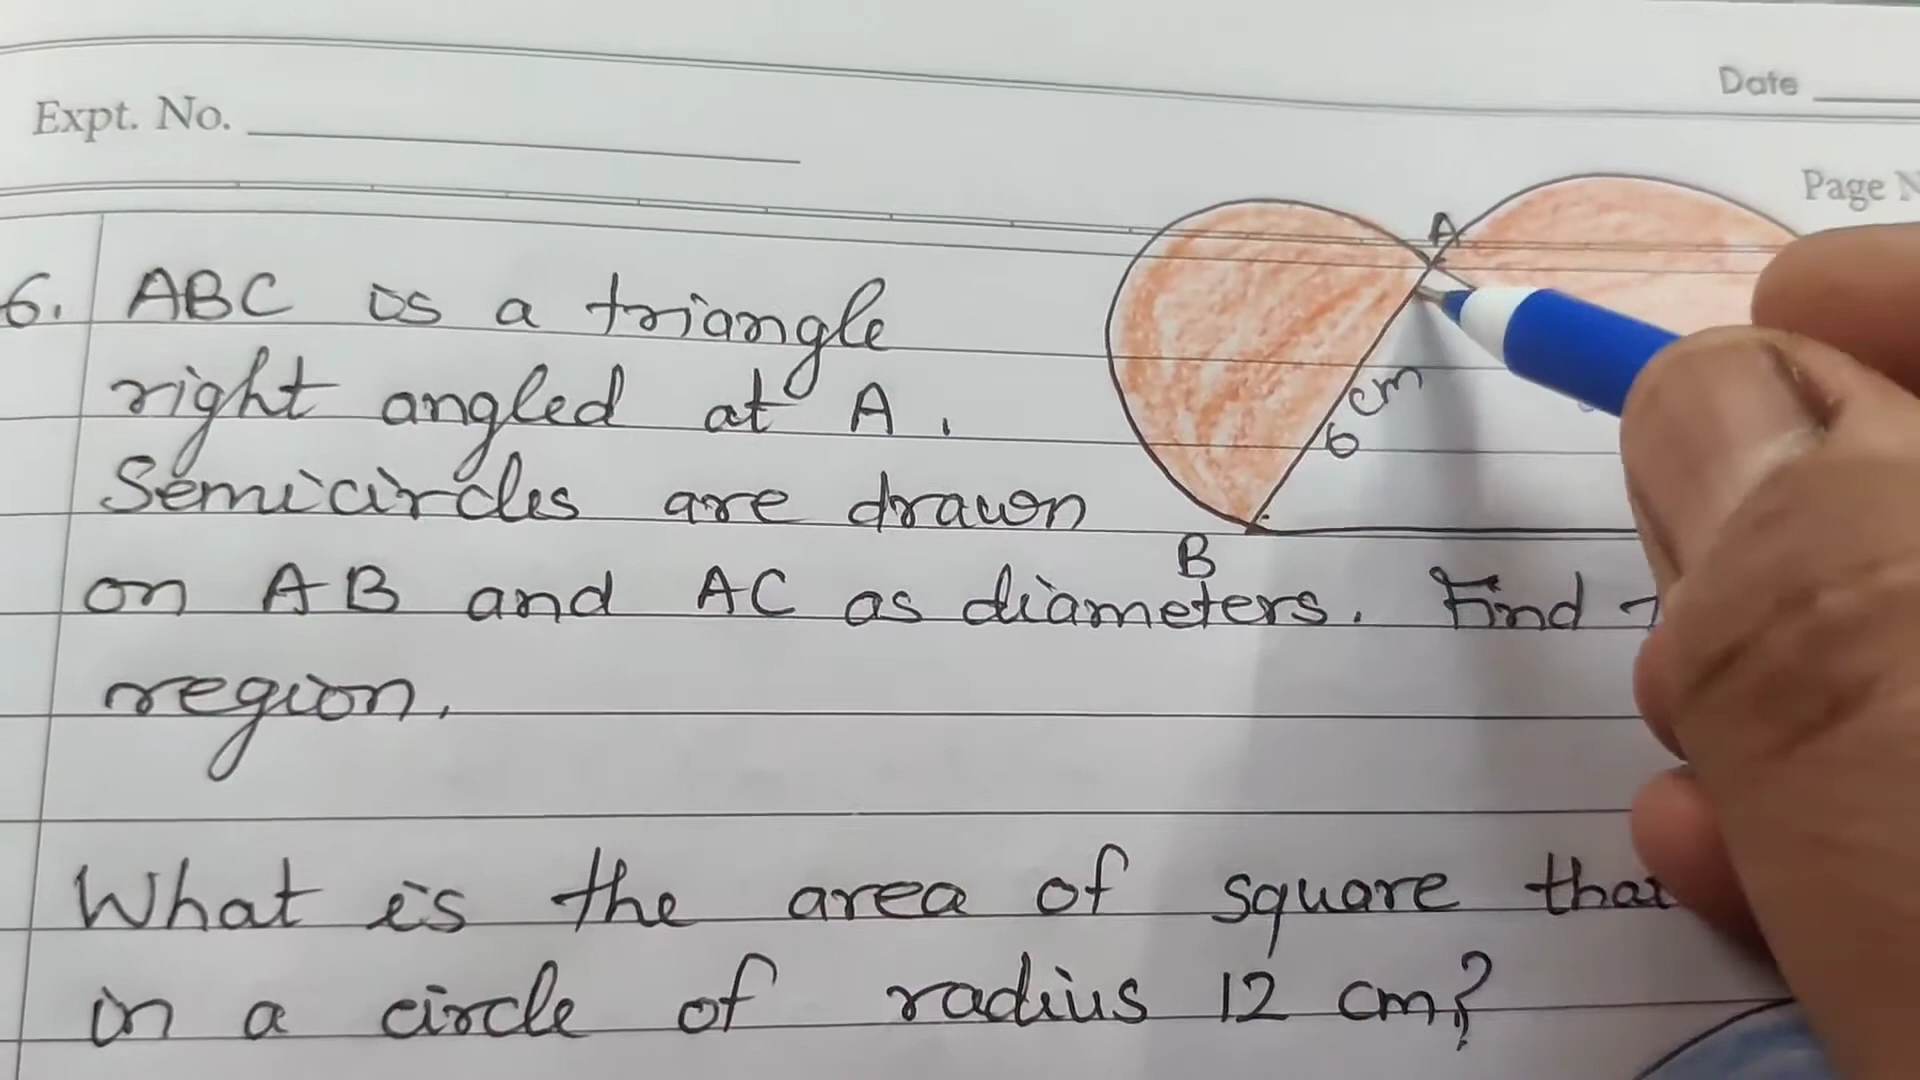 Date
Expt. No.
Page N
A
6. ABC is a triangle
right angled at A.
6 cm
Semicircles are drawn
B
on AB and AC as diameters. Find
region.
What is the area of square that
in a circle of radius 12 cm?